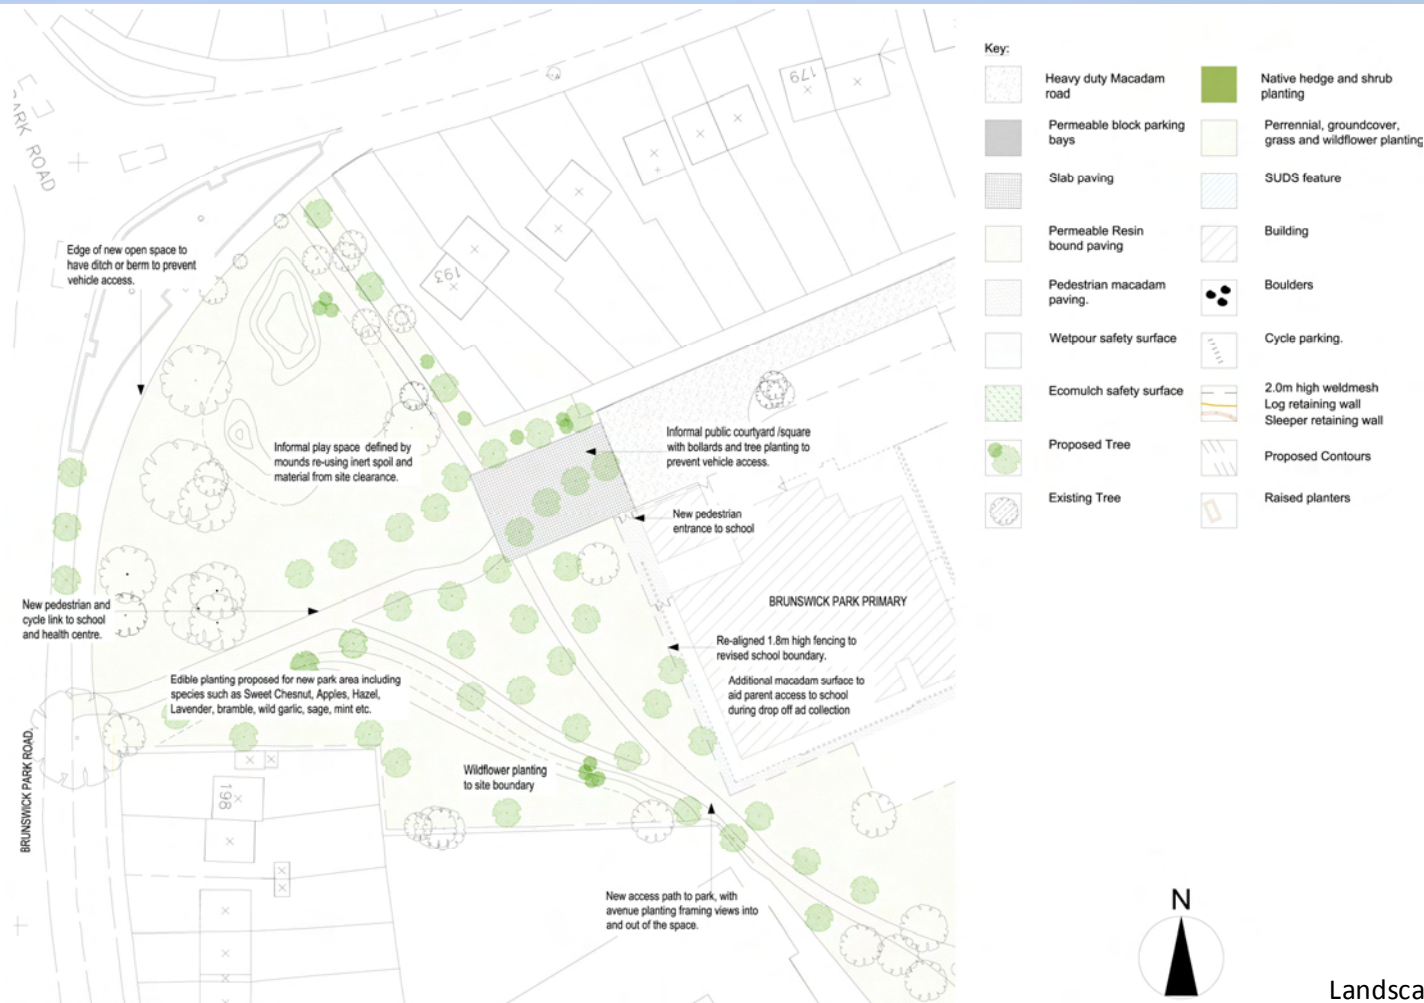 PARK ROAD
179
193
Edge of new open space to
have ditch or berm to prevent
vehicle access.
Informal play space defined by
mounds re-using inert spoil and
material from site clearance.
Informal public courtyard /square
with bollards and tree planting to
prevent vehicle access.
New pedestrian
entrance to school
New pedestrian and
cycle link to school
and health centre.
BRUNSWICK PARK PRIMARY
Re-aligned 1.8m high fencing to
revised school boundary.
Additional macadam surface to
aid parent access to school
during drop off ad collection
Edible planting proposed for new park area including
species such as Sweet Chesnut, Apples, Hazel,
Lavender, bramble, wild garlic, sage, mint etc.
Wildflower planting
to site boundary
198
BRUNSWICK PARK ROAD
New access path to park, with
avenue planting framing views into
and out of the space.
Key:
Heavy duty Macadam
road
Permeable block parking
bays
Slab paving
Permeable Resin
bound paving
Pedestrian macadam
paving.
Wetpour safety surface
Ecomulch safety surface
Proposed Tree
Existing Tree
Native hedge and shrub
planting
Perrennial, groundcover,
grass and wildflower planting
SUDS feature
Building
Boulders
Cycle parking.
2.0m high weldmesh
Log retaining wall
Sleeper retaining wall
Proposed Contours
Raised planters
N
Landsca